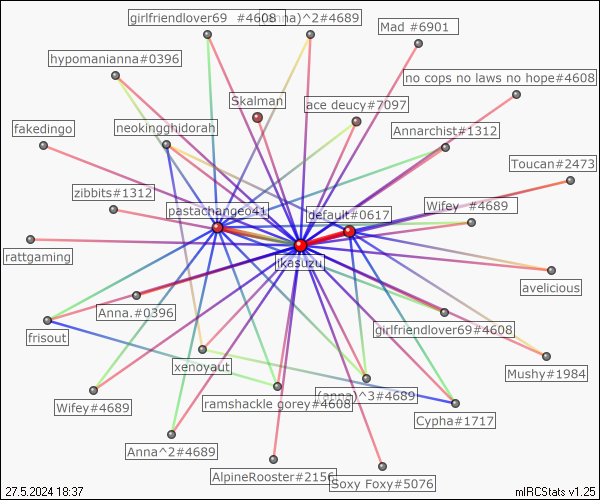 girlfriendlover69 #4608
(anna)^2#4689
Mad #6901
hypomanianna#0396
no cops no laws no hope#4608
Skalman
ace deucy#7097
fakedingo
neokingghidorah
Annarchist#1312
Toucan#2473
zibbits#1312
pastachangeo41
default#0617
Wifey #4689
rattgaming
ikasuzu
avelicious
Anna.#0396
frisout
girlfriendlover69#4608
xenoyaut
Mushy#1984
Wifey#4689
ramshackle gorey#4608
(anna)^3#4689
Cypha#1717
Anna^2#4689
AlpineRooster#2156
Soxy Foxy#5076
27.5.2024 18:37
mIRCStats v1.25